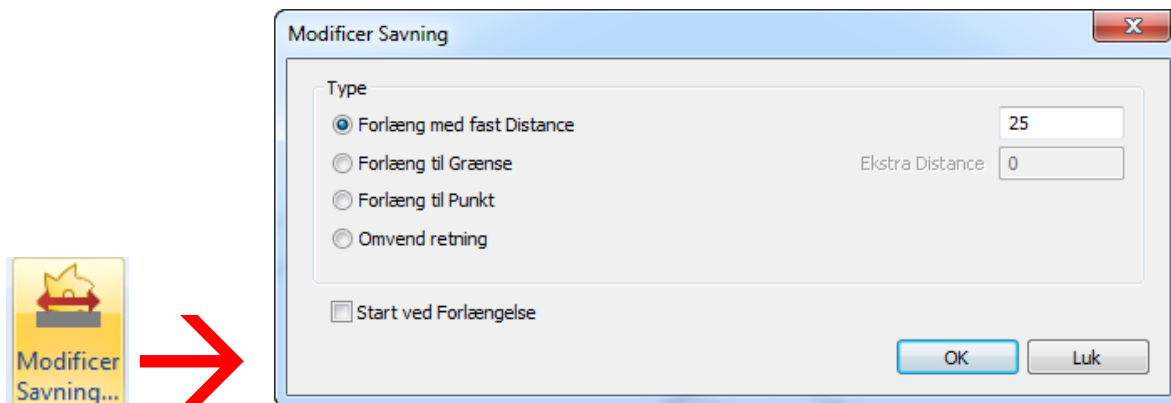 Modificer Savning
Type
Forlæng med fast Distance 25
Forlæng til Grænse Ekstra Distance 0
Forlæng til Punkt
Omvend retning
Start ved Forlængelse
OK Luk
Modificer
Savning...